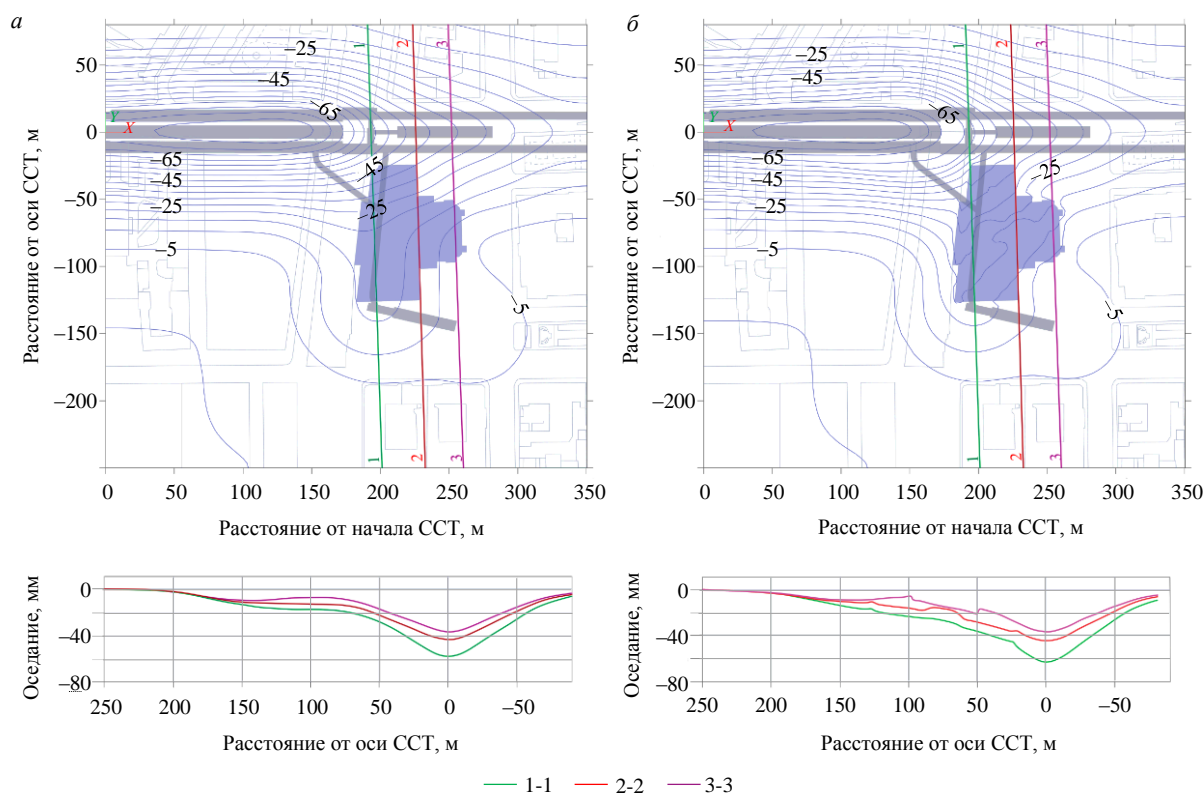 а
б
50
0
–50
–100
–150
–200
Расстояние от оси ССТ, м
–25
–45
–65
–65
–45
–25
–5
–45
–25
–5
Y
X
1
2
3
1
2
3
0 50 100 150 200 250 300 350
Расстояние от начала ССТ, м
50
0
–50
–100
–150
–200
Расстояние от оси ССТ, м
–25
–45
–65
–65
–45
–25
–5
–25
–5
Y
X
1
2
3
1
2
3
0 50 100 150 200 250 300 350
Расстояние от начала ССТ, м
0
–40
–80
Оседание, мм
250 200 150 100 50 0 –50
Расстояние от оси ССТ, м
0
–40
–80
Оседание, мм
250 200 150 100 50 0 –50
Расстояние от оси ССТ, м
1-1 2-2 3-3